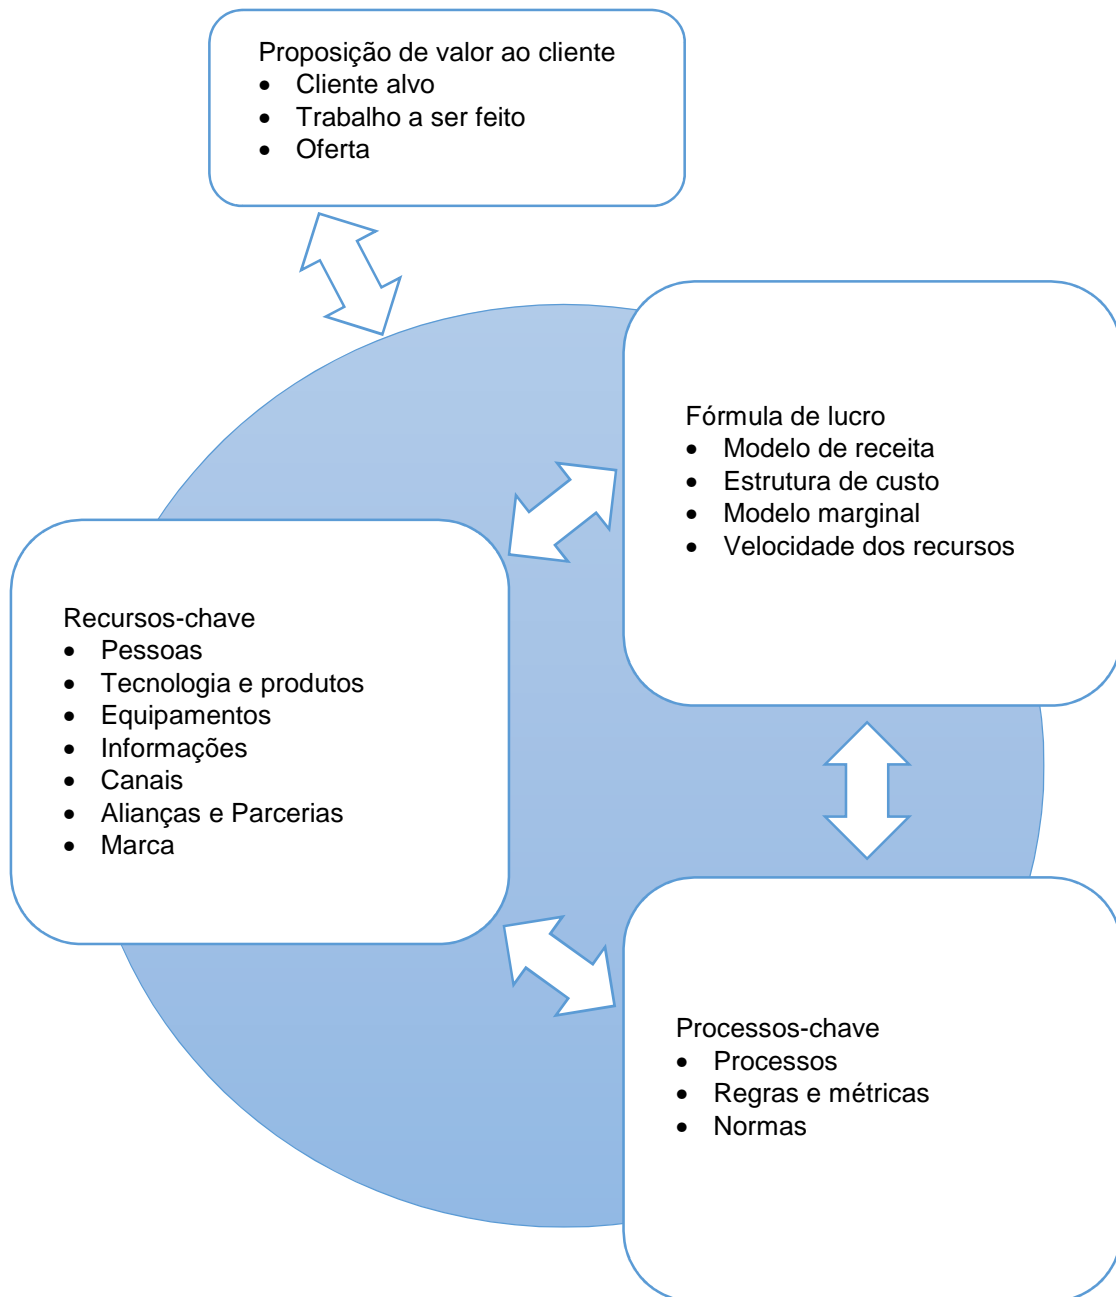 Proposição de valor ao cliente
• Cliente alvo
• Trabalho a ser feito
• Oferta
Fórmula de lucro
• Modelo de receita
• Estrutura de custo
• Modelo marginal
• Velocidade dos recursos
Recursos-chave
• Pessoas
• Tecnologia e produtos
• Equipamentos
• Informações
• Canais
• Alianças e Parcerias
• Marca
Processos-chave
• Processos
• Regras e métricas
• Normas